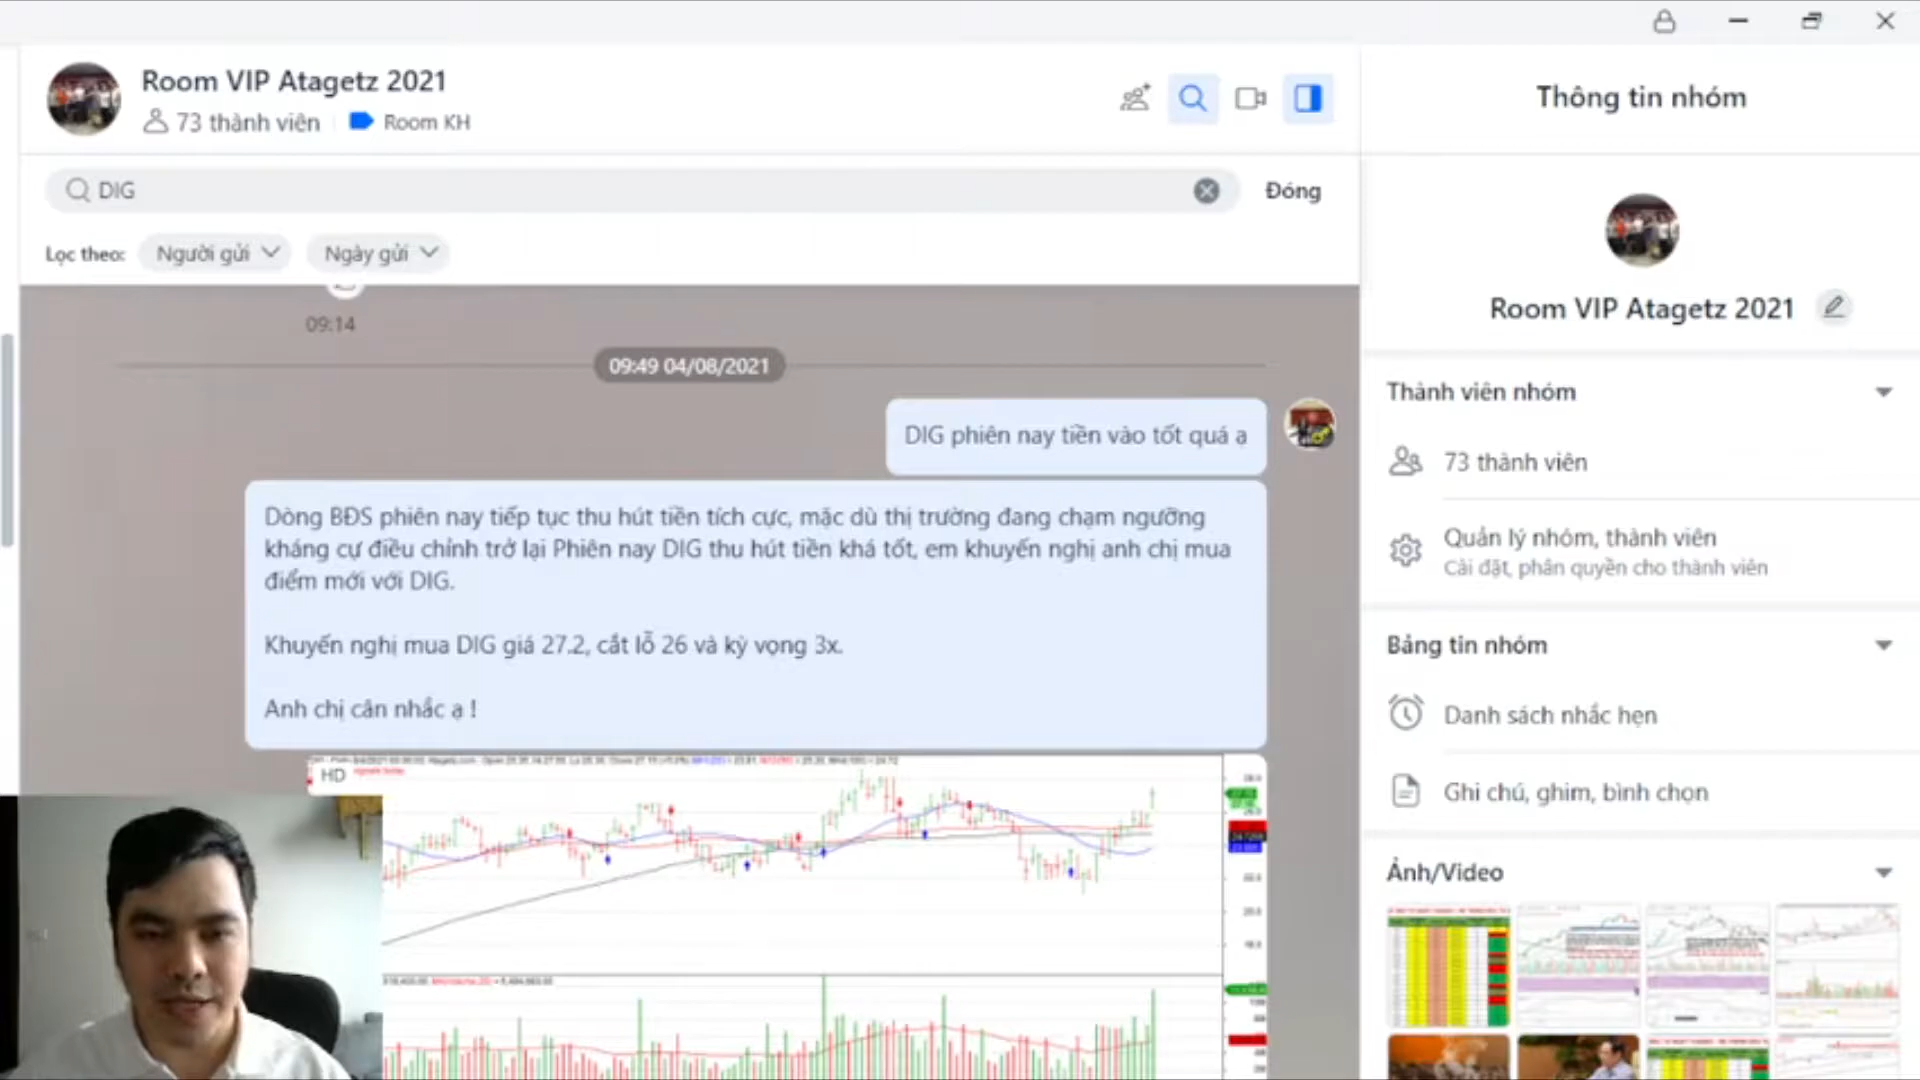 Room VIP Atagetz 2021
73 thành viên
Room KH
DIG
Đóng
Lọc theo:
Người gửi
Ngày gửi
09:14
09:49 04/08/2021
DIG phiên nay tiền vào tốt quá ạ
Dòng BĐS phiên nay tiếp tục thu hút tiền tích cực, mặc dù thị trường đang chạm ngưỡng
kháng cự điều chỉnh trở lại Phiên nay DIG thu hút tiền khá tốt, em khuyến nghị anh chị mua
điểm mới với DIG.
Khuyến nghị mua DIG giá 27.2, cắt lỗ 26 và kỳ vọng 3x.
Anh chị cân nhắc ạ !
HD
Thông tin nhóm
Room VIP Atagetz 2021
Thành viên nhóm
73 thành viên
Quản lý nhóm, thành viên
Cài đặt, phân quyền cho thành viên
Bảng tin nhóm
Danh sách nhắc hẹn
Ghi chú, ghim, bình chọn
Ảnh/Video